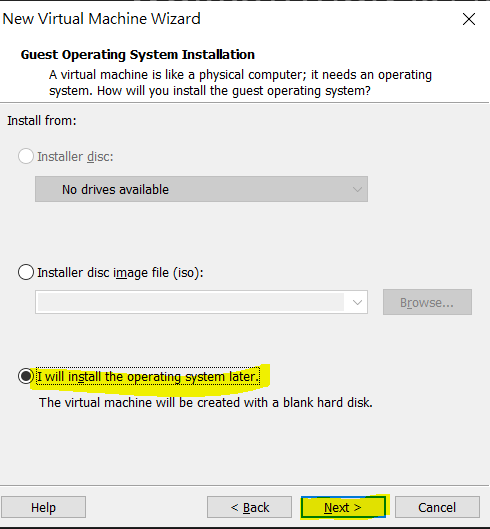 New Virtual Machine Wizard
Guest Operating System Installation
A virtual machine is like a physical computer; it needs an operating
system. How will you install the guest operating system?
Install from:
Installer disc:
No drives available
Installer disc image file (iso):
Browse...
I will install the operating system later.
The virtual machine will be created with a blank hard disk.
Help
< Back
Next >
Cancel